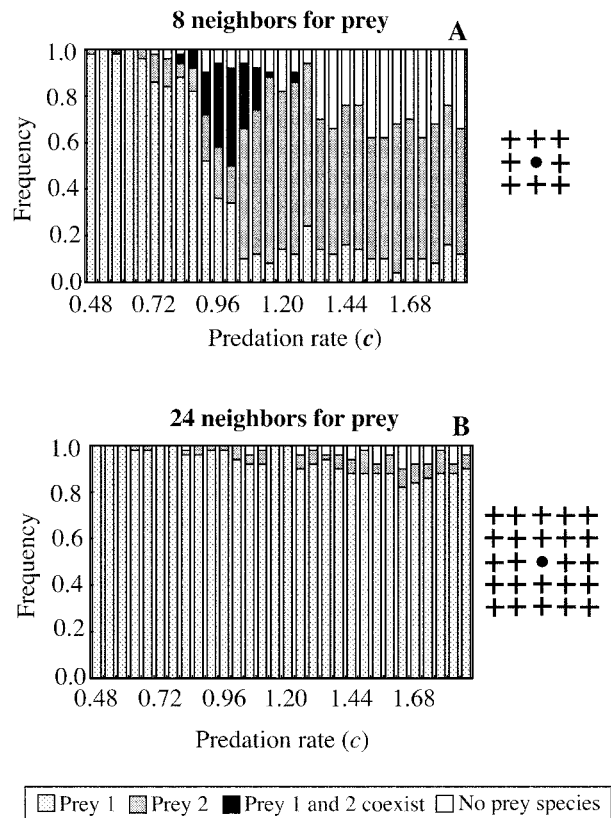 8 neighbors for prey
A
1.0
0.8
0.6
0.4
0.2
0.0
Frequency
0.48 0.72 0.96 1.20 1.44 1.68
Predation rate (c)
24 neighbors for prey
B
1.0
0.8
0.6
0.4
0.2
0.0
Frequency
0.48 0.72 0.96 1.20 1.44 1.68
Predation rate (c)
Prey 1 Prey 2 Prey 1 and 2 coexist No prey species